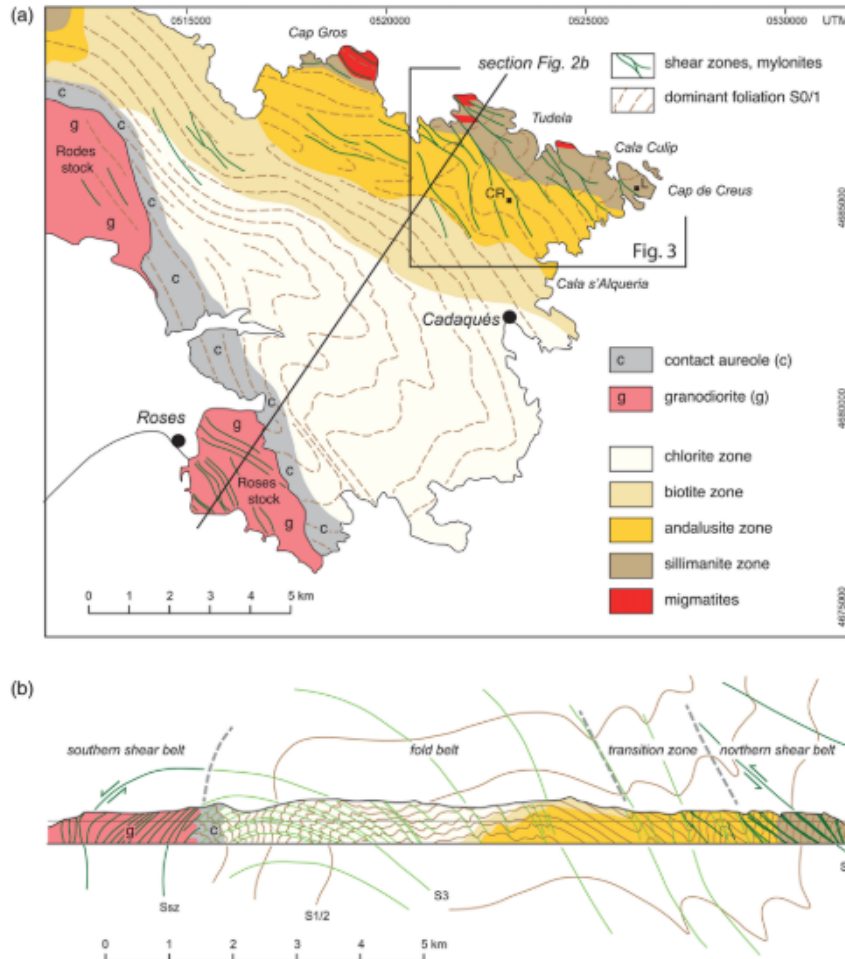 (a)
0515000
0520000
0525000
0530000
UTM
Cap Gros
section Fig. 2b
shear zones, mylonites
dominant foliation S0/1
Tudela
Cala Culip
Cap de Creus
CR
4685000
Fig. 3
Cala s'Alqueria
Cadaqués
c
c
g
Rodes
stock
c
g
c
c
c
c
c
Roses
g
Roses
stock
g
c
c contact aureole (c)
g granodiorite (g)
4680000
chlorite zone
biotite zone
andalusite zone
sillimanite zone
migmatites
4675000
0 1 2 3 4 5 km
(b)
southern shear belt
fold belt
transition zone
northern shear belt
g
c
Ssz
S1/2
S3
S
0 1 2 3 4 5 km